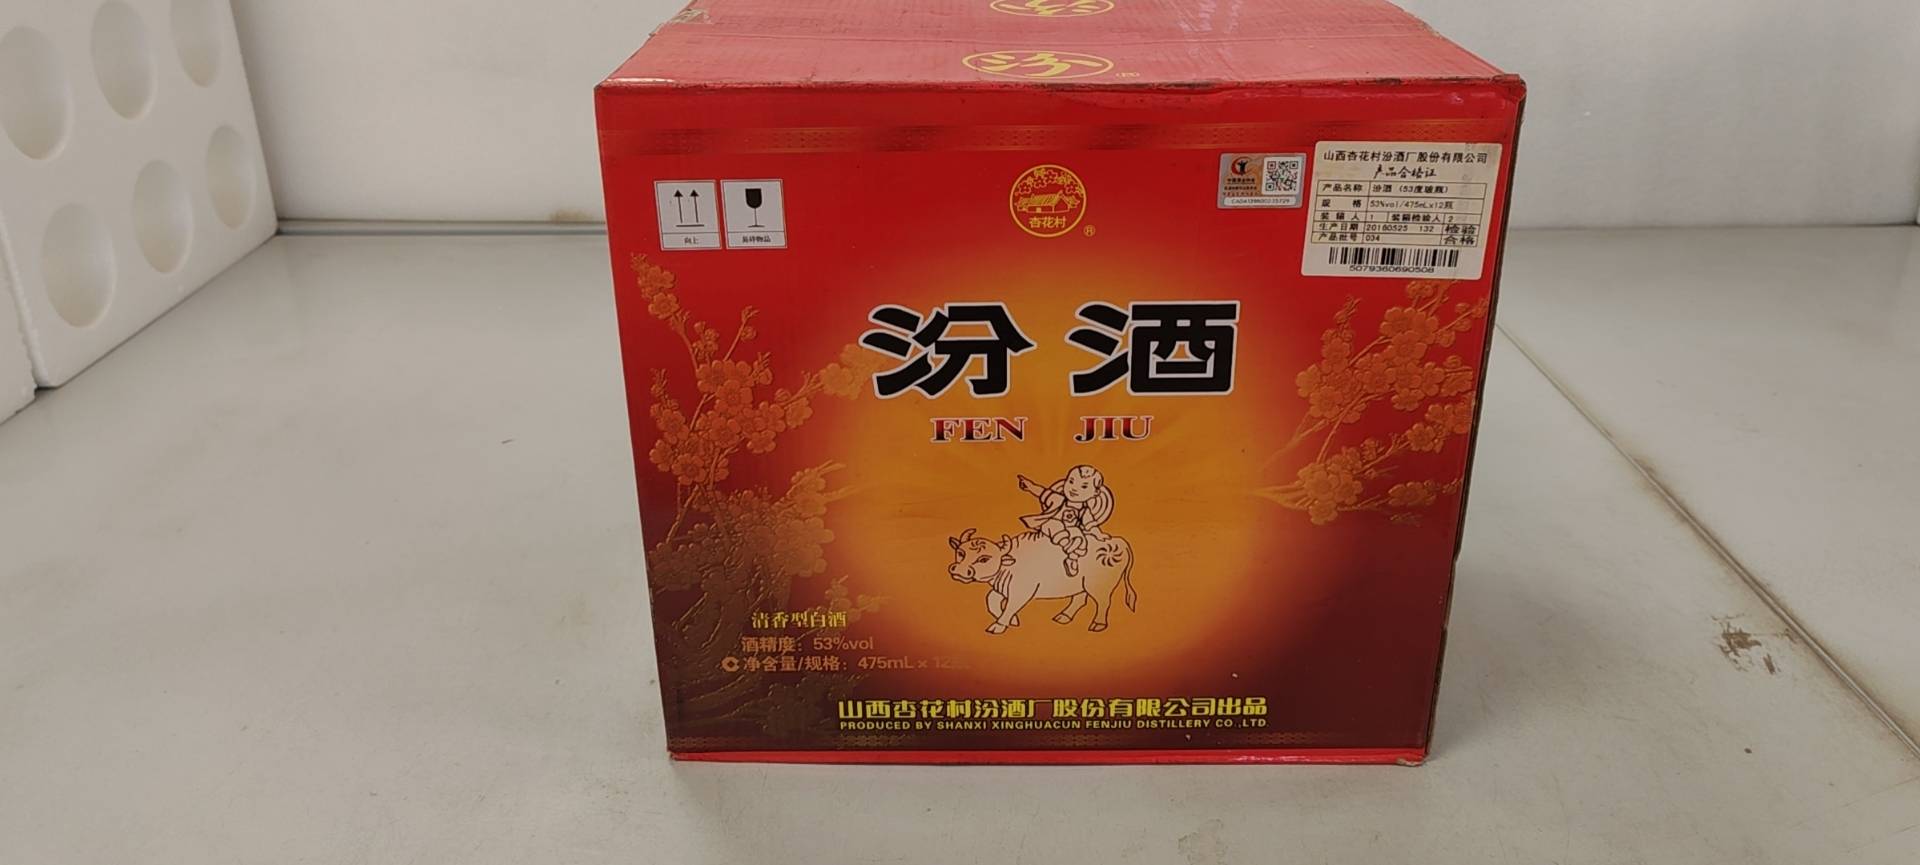 汾
汾®
杏花村
®
向上
易碎物品
山西杏花村汾酒厂股份有限公司
产品合格证
产品名称 汾酒 (53度玻瓶)
规 格 53%vol/475mL×12瓶
装箱人 1 装箱检验人 2
生产日期 20180525 132 检验
产品批号 034 合格
5079360690508
汾酒
FEN JIU
清香型白酒
酒精度：53%vol
净含量/规格：475mL×12瓶
山西杏花村汾酒厂股份有限公司出品
PRODUCED BY SHANXI XINGHUACUN FENJIU DISTILLERY CO.,LTD.